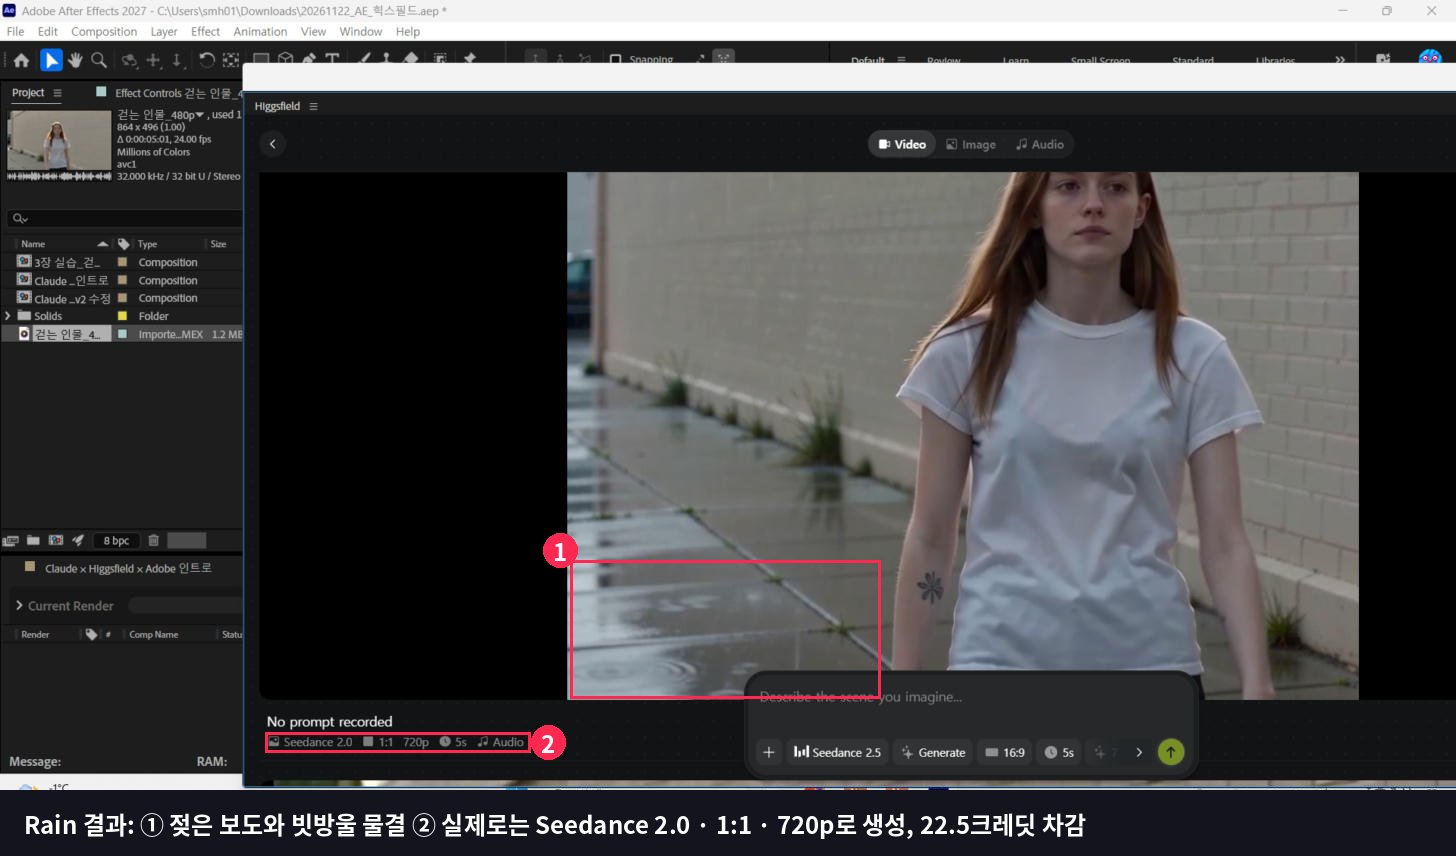 Adobe After Effects 2027 - C:\Users\smh01\Downloads\20261122_AE_힉스필드.aep *
File Edit Composition Layer Effect Animation View Window Help
Snapping
Default Review Learn Small Screen Standard Libraries
Project
Effect Controls 걷는 인물_4
걷는 인물_480p , used 1
864 x 496 (1.00)
Δ 0:00:05:01, 24.00 fps
Millions of Colors
avc1
32.000 kHz / 32 bit U / Stereo
Name Type Size
3장 실습_걷_ Composition
Claude _인트로 Composition
Claude _v2 수정 Composition
Solids Folder
걷는 인물_4... Importe...MEX 1.2 MB
8 bpc
Claude x Higgsfield x Adobe 인트로
Current Render
Render # Comp Name Statu
Message: RAM:
-1°C
Higgsfield
Video Image Audio
1
No prompt recorded
Seedance 2.0 1:1 720p 5s Audio
2
Describe the scene you imagine...
+ Seedance 2.5 Generate 16:9 5s 7
Rain 결과: ① 젖은 보도와 빗방울 물결 ② 실제로는 Seedance 2.0 · 1:1 · 720p로 생성, 22.5크레딧 차감